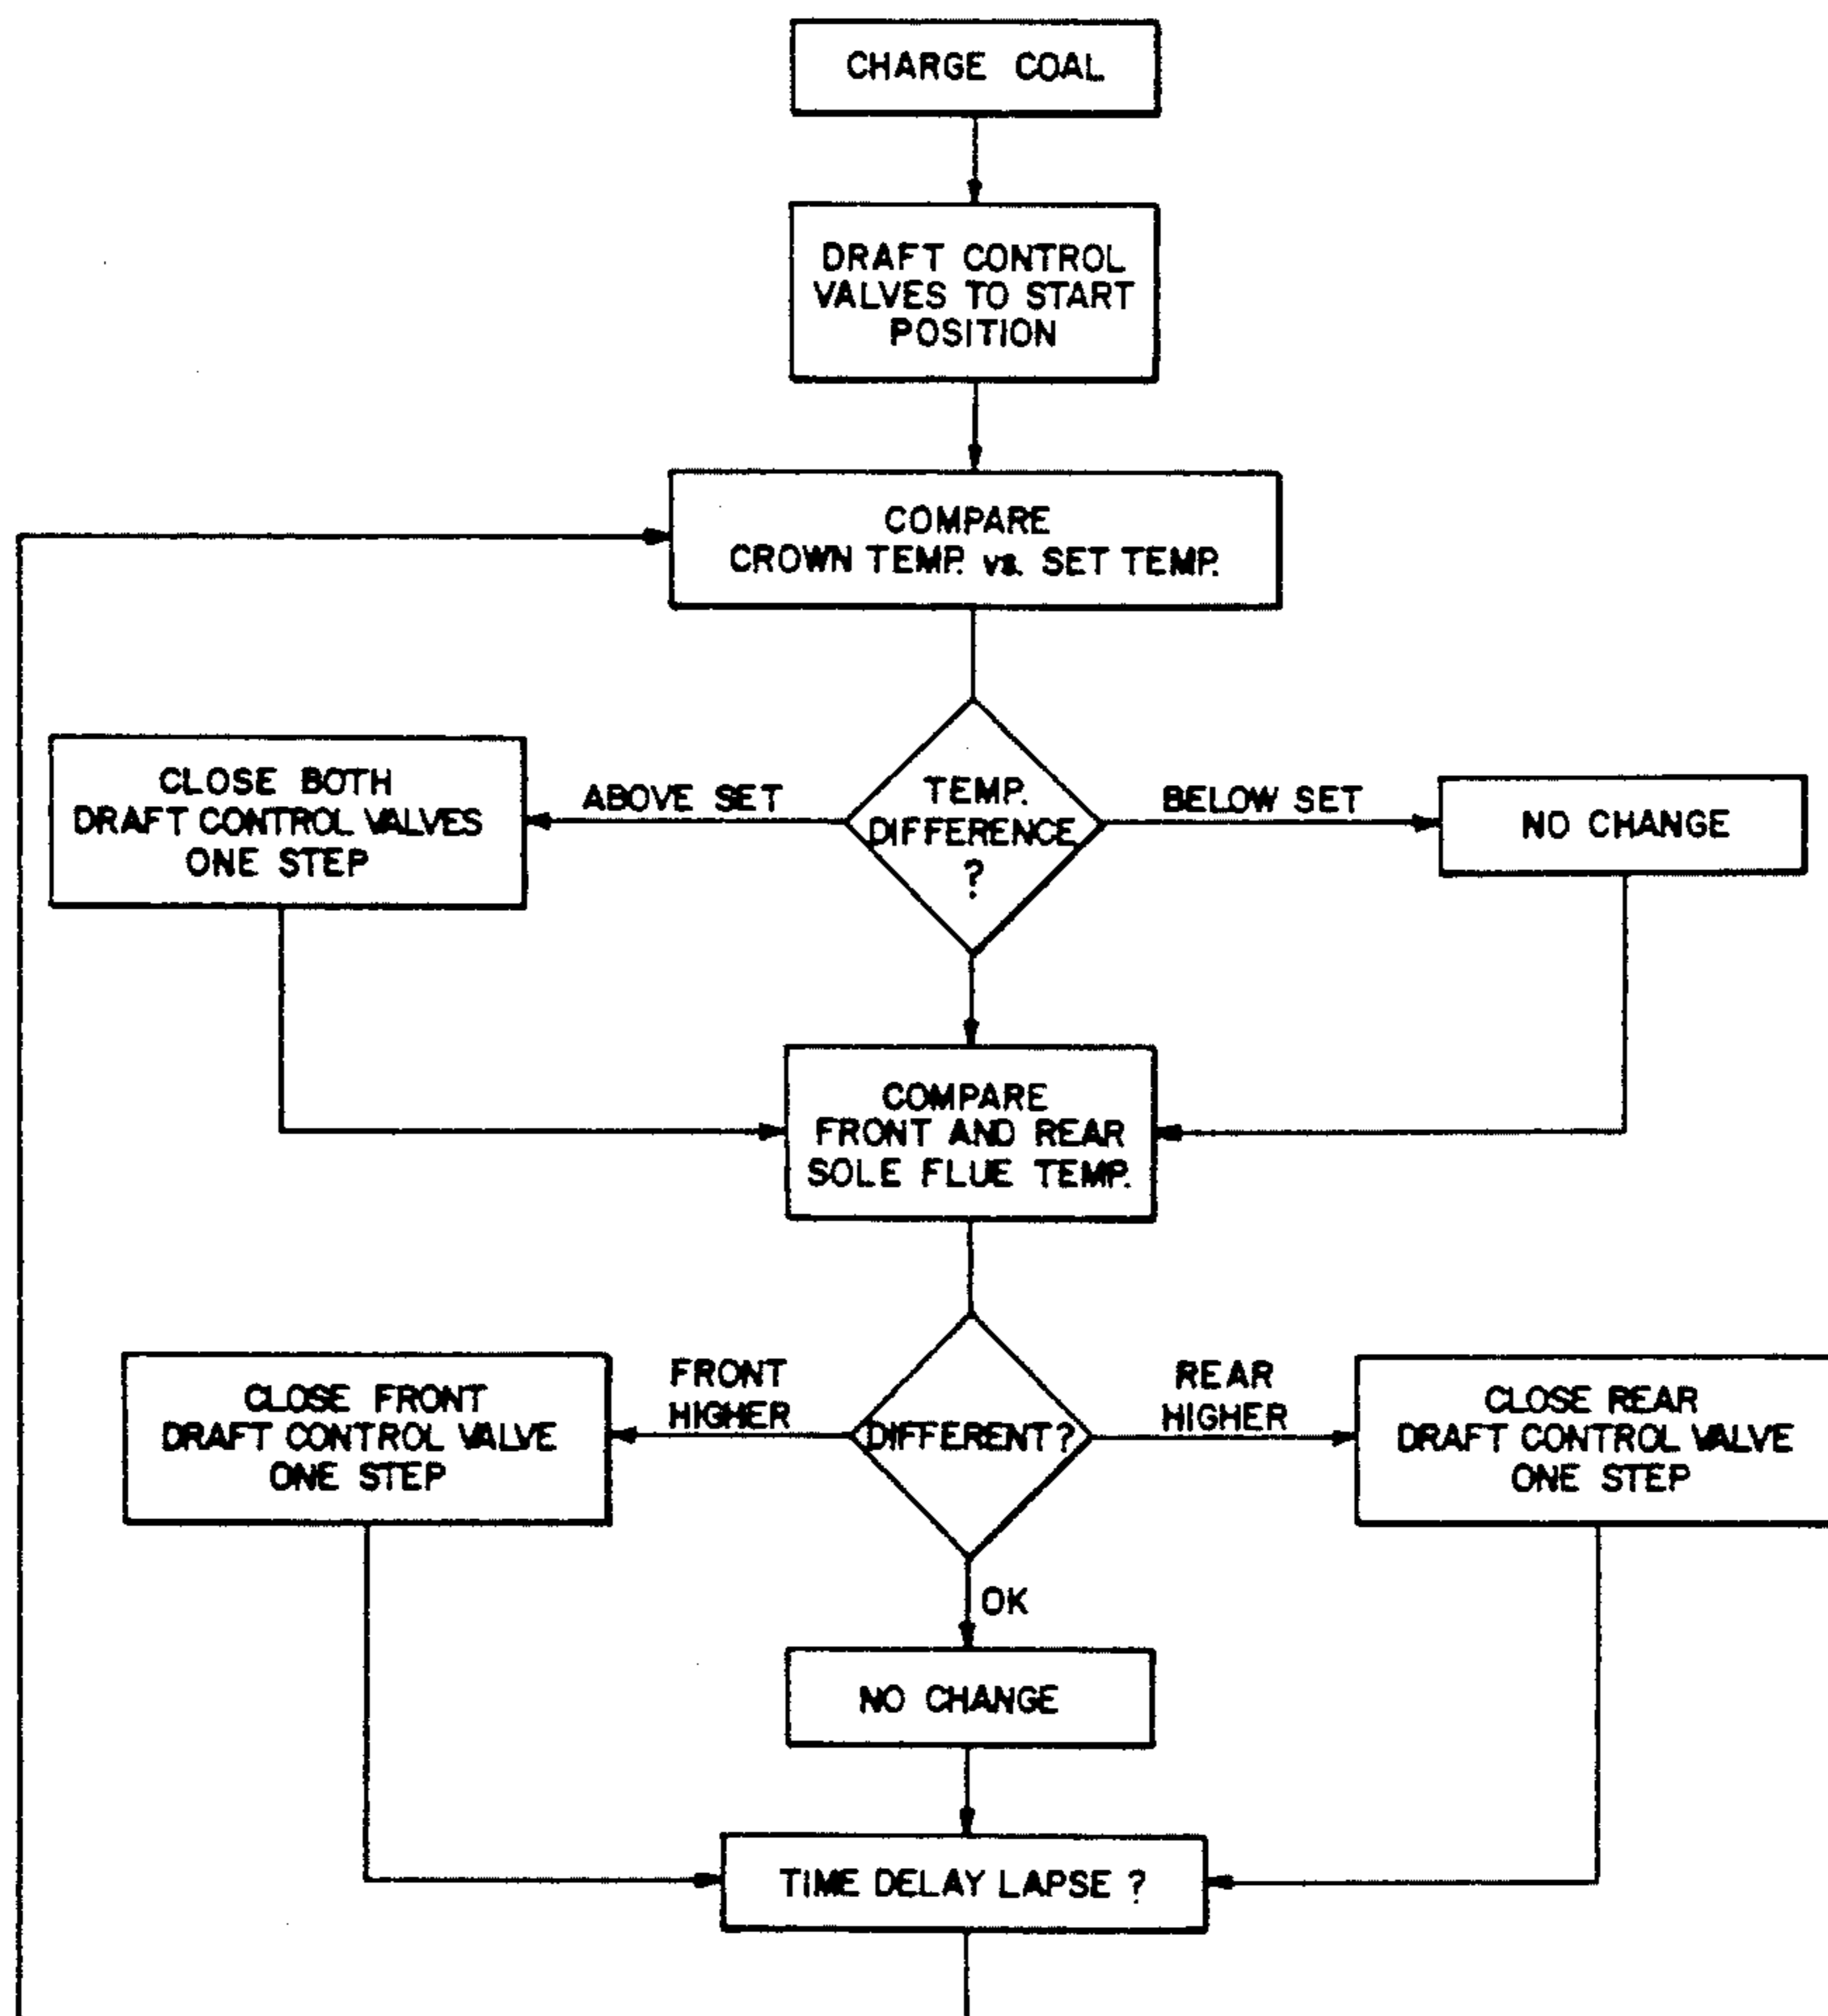 CHARGE COAL
DRAFT CONTROL
VALVES TO START
POSITION
COMPARE
CROWN TEMP. vs. SET TEMP.
CLOSE BOTH
DRAFT CONTROL VALVES
ONE STEP
ABOVE SET
TEMP.
DIFFERENCE
?
BELOW SET
NO CHANGE
COMPARE
FRONT AND REAR
SOLE FLUE TEMP.
CLOSE FRONT
DRAFT CONTROL VALVE
ONE STEP
FRONT
HIGHER
DIFFERENT?
REAR
HIGHER
CLOSE REAR
DRAFT CONTROL VALVE
ONE STEP
OK
NO CHANGE
TIME DELAY LAPSE ?